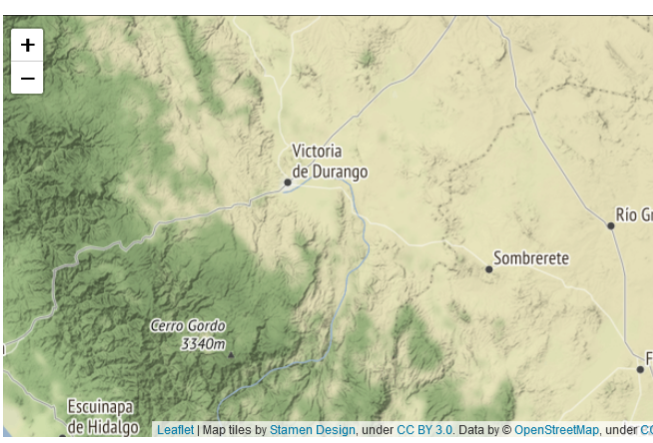 +
−
Victoria
de Durango
Río Gr
Sombrerete
Cerro Gordo
3340m
F
Escuinapa
de Hidalgo
Leaflet | Map tiles by Stamen Design, under CC BY 3.0. Data by © OpenStreetMap, under CC